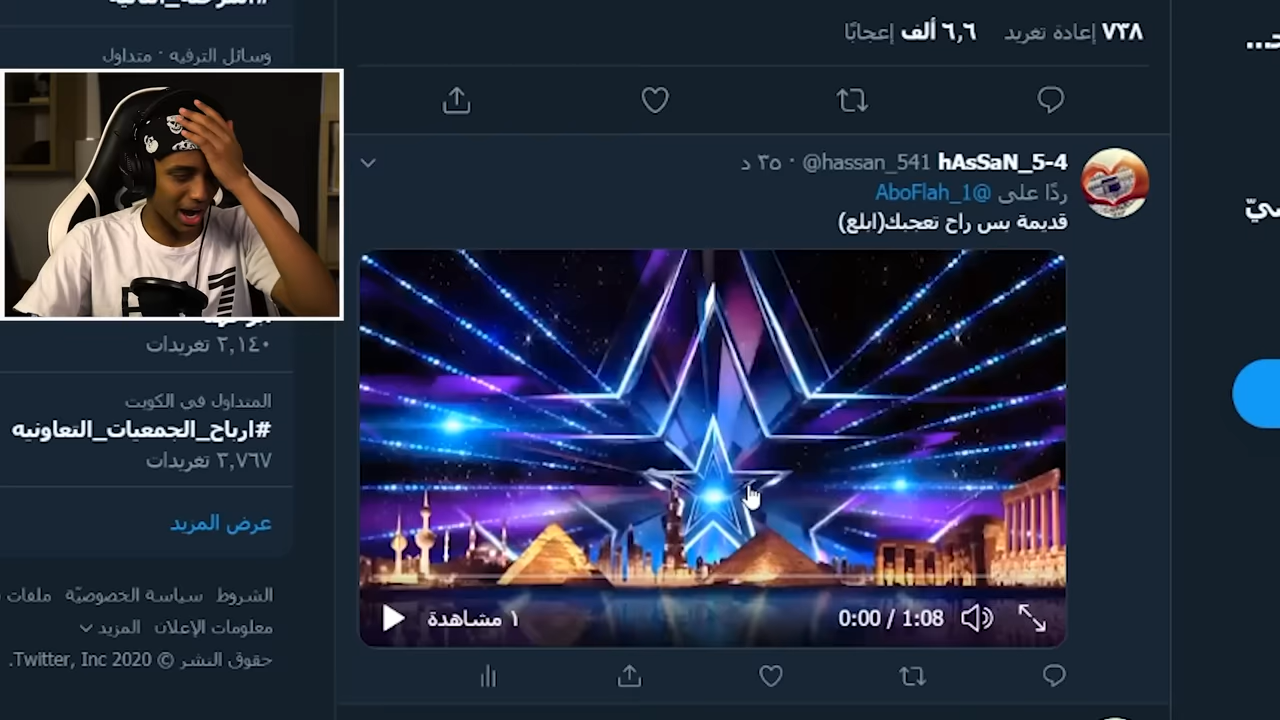 وسائل الترفيه · متداول
٢,١٤٠ تغريدات
المتداول في الكويت
#ارباح_الجمعيات_التعاونيه
٣,٧٦٧ تغريدات
عرض المزيد
الشروط سياسة الخصوصيّة ملفات
معلومات الإعلان المزيد
حقوق النشر © 2020 Twitter, Inc.
٧٣٨ إعادة تغريد ٦,٦ ألف إعجابًا
hAsSaN_5-4 @hassan_541 · ٣٥ د
ردًا على @AboFlah_1
قديمة بس راح تعجبك(ابلع)
١ مشاهدة
0:00 / 1:08